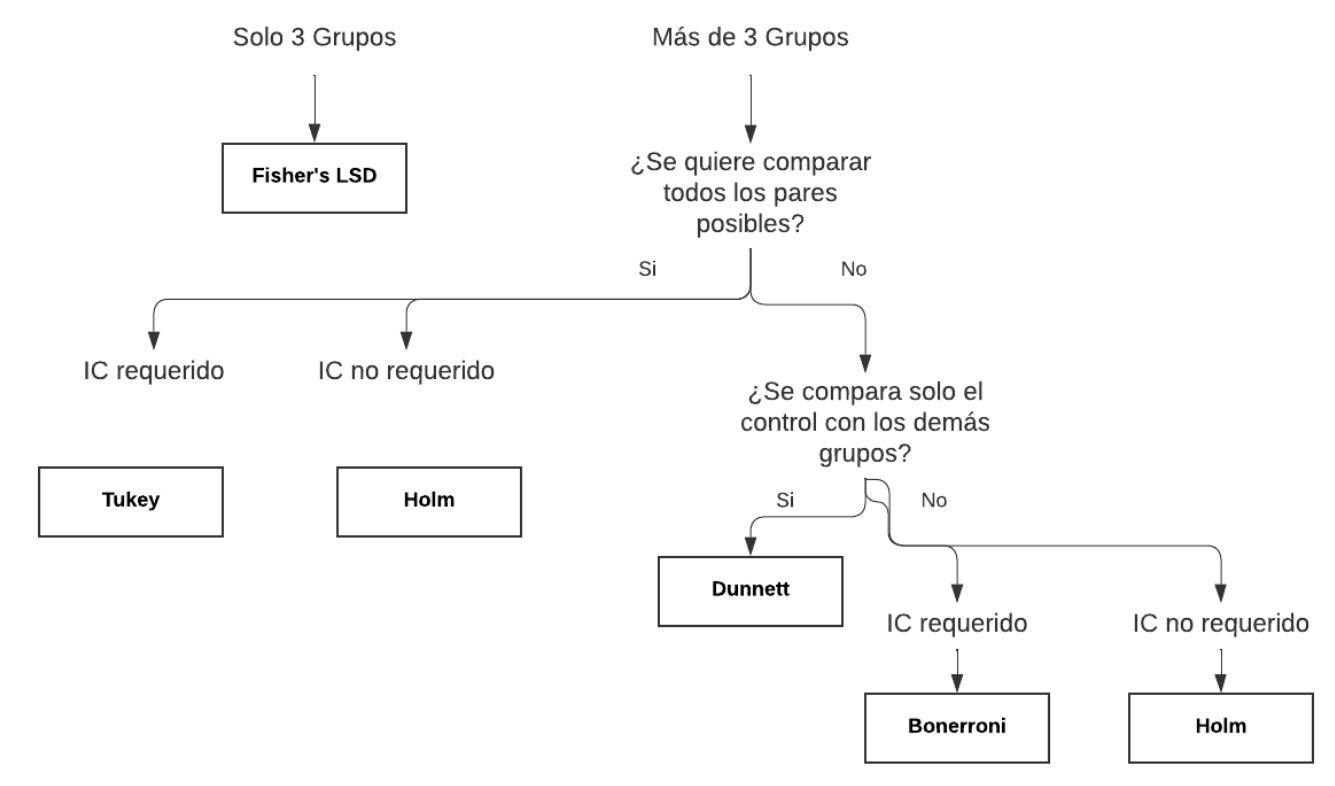 Solo 3 Grupos
Más de 3 Grupos
Fisher's LSD
¿Se quiere comparar
todos los pares
posibles?
Si
No
IC requerido
IC no requerido
¿Se compara solo el
control con los demás
grupos?
Tukey
Holm
Si
No
Dunnett
IC requerido
IC no requerido
Bonerroni
Holm